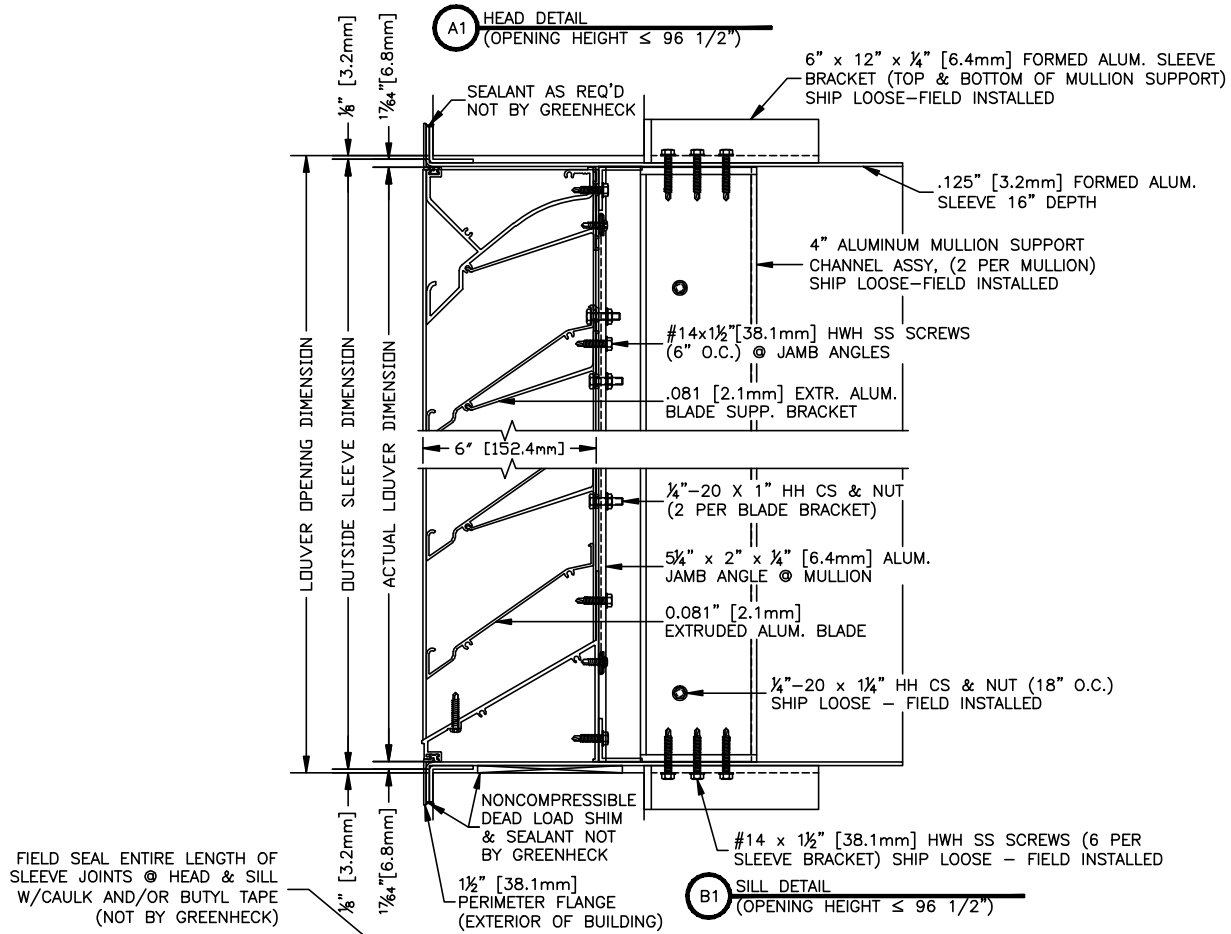 A1
HEAD DETAIL
(OPENING HEIGHT ≤ 96 1/2")
⅛" [3.2mm]
17⁄64" [6.8mm]
SEALANT AS REQ'D
NOT BY GREENHECK
6" x 12" x ¼" [6.4mm] FORMED ALUM. SLEEVE
BRACKET (TOP & BOTTOM OF MULLION SUPPORT)
SHIP LOOSE-FIELD INSTALLED
.125" [3.2mm] FORMED ALUM.
SLEEVE 16" DEPTH
4" ALUMINUM MULLION SUPPORT
CHANNEL ASSY, (2 PER MULLION)
SHIP LOOSE-FIELD INSTALLED
#14x1½"[38.1mm] HWH SS SCREWS
(6" O.C.) @ JAMB ANGLES
.081 [2.1mm] EXTR. ALUM.
BLADE SUPP. BRACKET
LOUVER OPENING DIMENSION
OUTSIDE SLEEVE DIMENSION
ACTUAL LOUVER DIMENSION
6" [152.4mm]
¼"-20 X 1" HH CS & NUT
(2 PER BLADE BRACKET)
5¼" x 2" x ¼" [6.4mm] ALUM.
JAMB ANGLE @ MULLION
0.081" [2.1mm]
EXTRUDED ALUM. BLADE
¼"-20 x 1¼" HH CS & NUT (18" O.C.)
SHIP LOOSE - FIELD INSTALLED
NONCOMPRESSIBLE
DEAD LOAD SHIM
& SEALANT NOT
BY GREENHECK
#14 x 1½" [38.1mm] HWH SS SCREWS (6 PER
SLEEVE BRACKET) SHIP LOOSE - FIELD INSTALLED
FIELD SEAL ENTIRE LENGTH OF
SLEEVE JOINTS @ HEAD & SILL
W/CAULK AND/OR BUTYL TAPE
(NOT BY GREENHECK)
⅛" [3.2mm]
17⁄64" [6.8mm]
1½" [38.1mm]
PERIMETER FLANGE
(EXTERIOR OF BUILDING)
B1
SILL DETAIL
(OPENING HEIGHT ≤ 96 1/2")